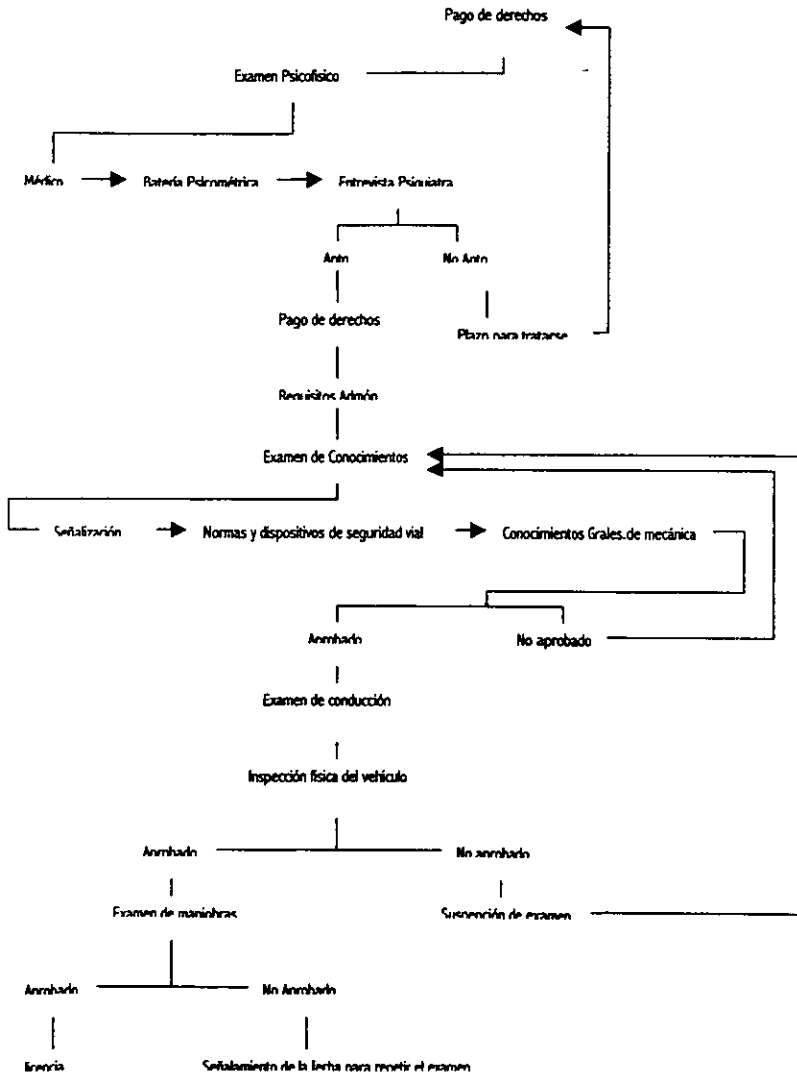 Pago de derechos
Examen Psicofisico
Médico
Batería Psicométrica
Entrevista Psiquiatra
Apto
No Apto
Pago de derechos
Plazo para tratarse
Requisitos Admón
Examen de Conocimientos
Señalización
Normas y dispositivos de seguridad vial
Conocimientos Grales.de mecánica
Aprobado
No aprobado
Examen de conducción
Inspección física del vehículo
Aprobado
No aprobado
Examen de maniobras
Suspención de examen
Aprobado
No Aprobado
licencia
Señalamiento de la fecha para repetir el examen